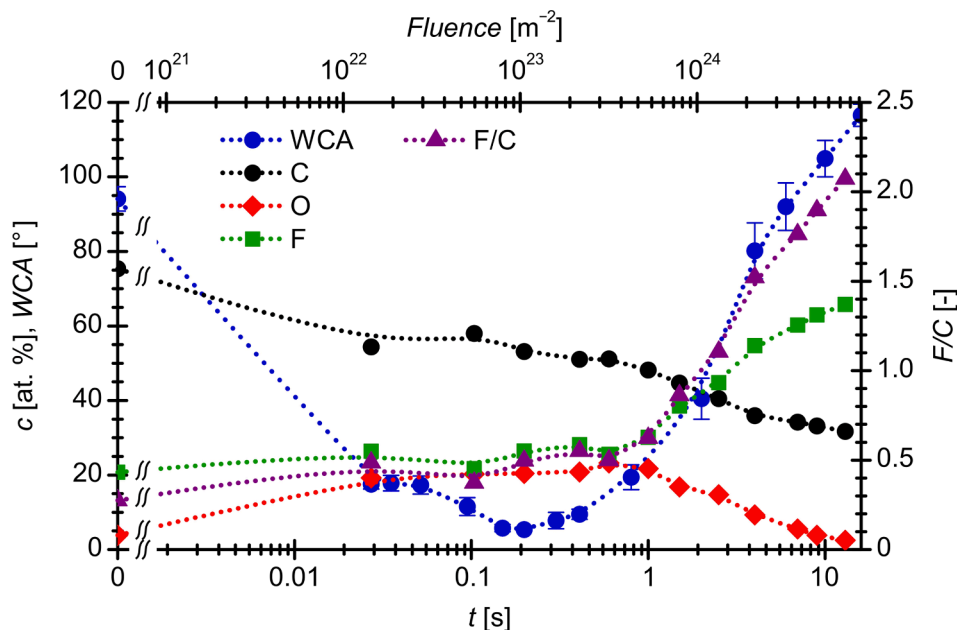 Fluence [m⁻²]
0 10²¹ 10²² 10²³ 10²⁴
120 2.5
WCA F/C
C
O
F
100 2.0
80
1.5
60
1.0
40
20 0.5
0 0
c [at. %], WCA [°]
F/C [-]
0 0.01 0.1 1 10
t [s]